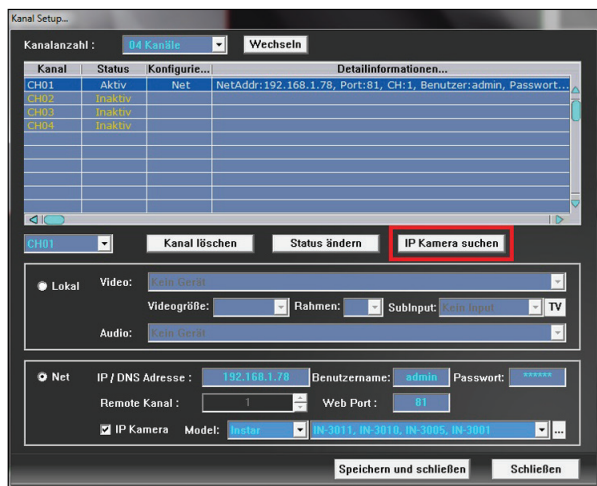 Kanal Setup...
Kanalanzahl : 04 Kanäle Wechseln
Kanal Status Konfigurie... Detailinformationen...
CH01 Aktiv Net NetAddr:192.168.1.78, Port:81, CH:1, Benutzer:admin, Passwort...
CH02 Inaktiv
CH03 Inaktiv
CH04 Inaktiv
CH01 Kanal löschen Status ändern IP Kamera suchen
Lokal Video: Kein Gerät
Videogröße: Rahmen: SubInput: Kein Input TV
Audio: Kein Gerät
Net IP / DNS Adresse : 192.168.1.78 Benutzername: admin Passwort: ******
Remote Kanal : 1 Web Port : 81
IP Kamera Model: Instar IN-3011, IN-3010, IN-3005, IN-3001 ...
Speichern und schließen Schließen